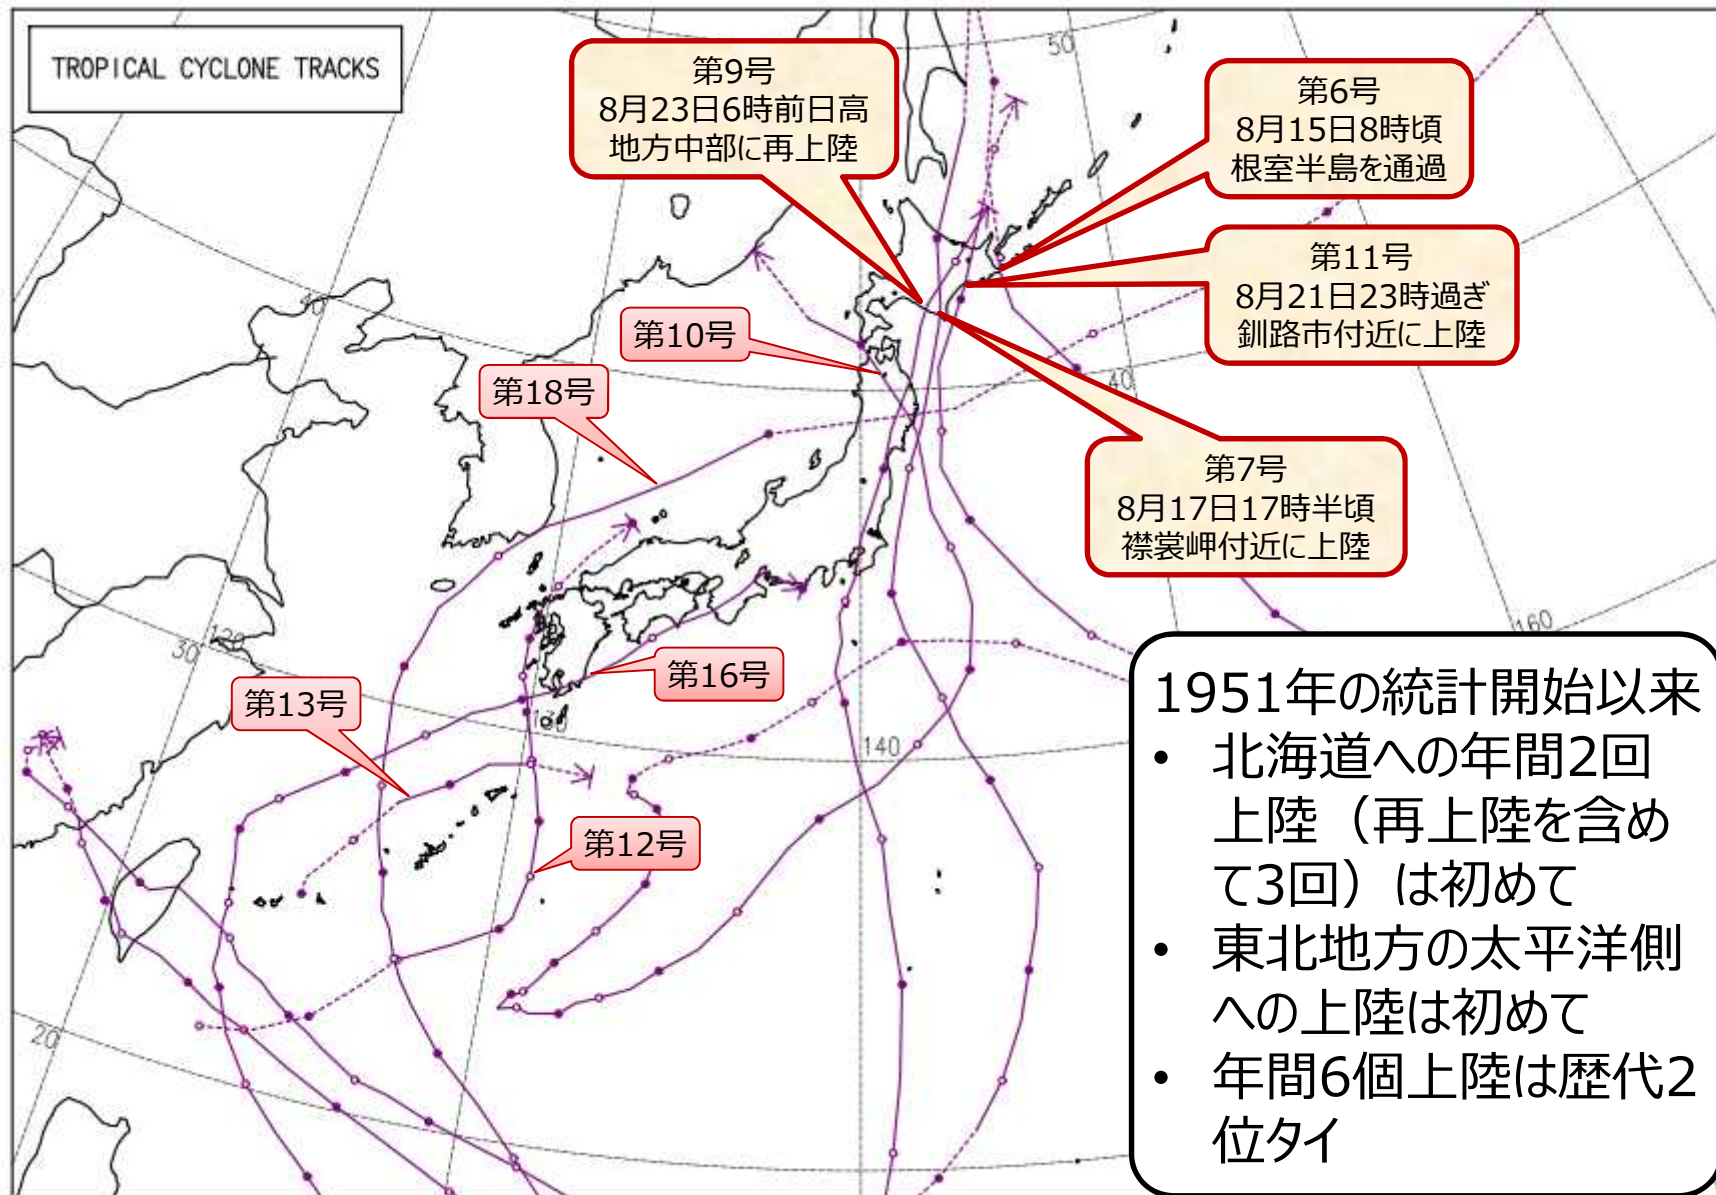 TROPICAL CYCLONE TRACKS
第9号
8月23日6時前日高
地方中部に再上陸
50
第6号
8月15日8時頃
根室半島を通過
第11号
8月21日23時過ぎ
釧路市付近に上陸
第10号
第18号
40
第7号
8月17日17時半頃
襟裳岬付近に上陸
160
30
120
第16号
第13号
140
第12号
20
1951年の統計開始以来
• 北海道への年間2回
上陸（再上陸を含め
て3回）は初めて
• 東北地方の太平洋側
への上陸は初めて
• 年間6個上陸は歴代2
位タイ